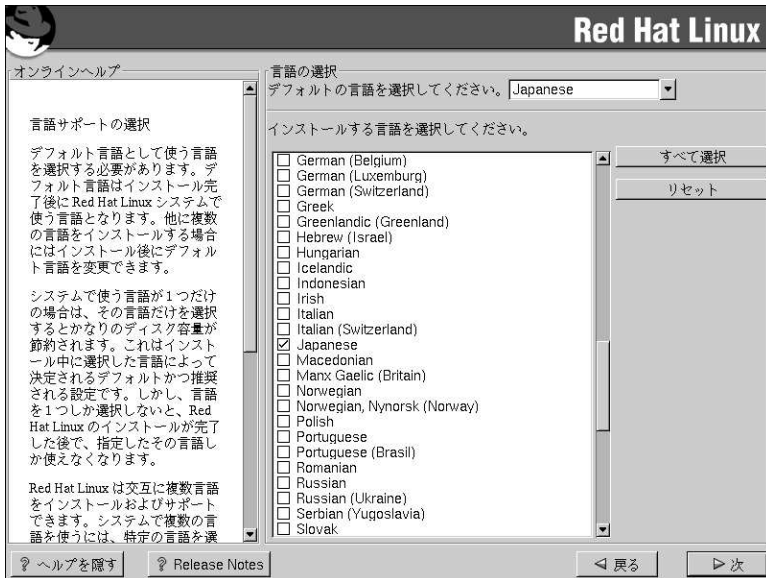 Red Hat Linux
オンラインヘルプ
言語サポートの選択
デフォルト言語として使う言語
を選択する必要があります。デ
フォルト言語はインストール完
了後に Red Hat Linux システムで
使う言語となります。他に複数
の言語をインストールする場合
にはインストール後にデフォル
ト言語を変更できます。
システムで使う言語が１つだけ
の場合は、その言語だけを選択
するとかなりのディスク容量が
節約されます。これはインスト
ール中に選択した言語によって
決定されるデフォルトかつ推奨
される設定です。しかし、言語
を１つしか選択しないと、Red
Hat Linux のインストールが完了
した後で、指定したその言語し
か使えなくなります。
Red Hat Linux は交互に複数言語
をインストールおよびサポート
できます。システムで複数の言
語を使うには、特定の言語を選
言語の選択
デフォルトの言語を選択してください。 Japanese
インストールする言語を選択してください。
German (Belgium)
German (Luxemburg)
German (Switzerland)
Greek
Greenlandic (Greenland)
Hebrew (Israel)
Hungarian
Icelandic
Indonesian
Irish
Italian
Italian (Switzerland)
Japanese
Macedonian
Manx Gaelic (Britain)
Norwegian
Norwegian, Nynorsk (Norway)
Polish
Portuguese
Portuguese (Brasil)
Romanian
Russian
Russian (Ukraine)
Serbian (Yugoslavia)
Slovak
すべて選択
リセット
ヘルプを隠す
Release Notes
戻る
次